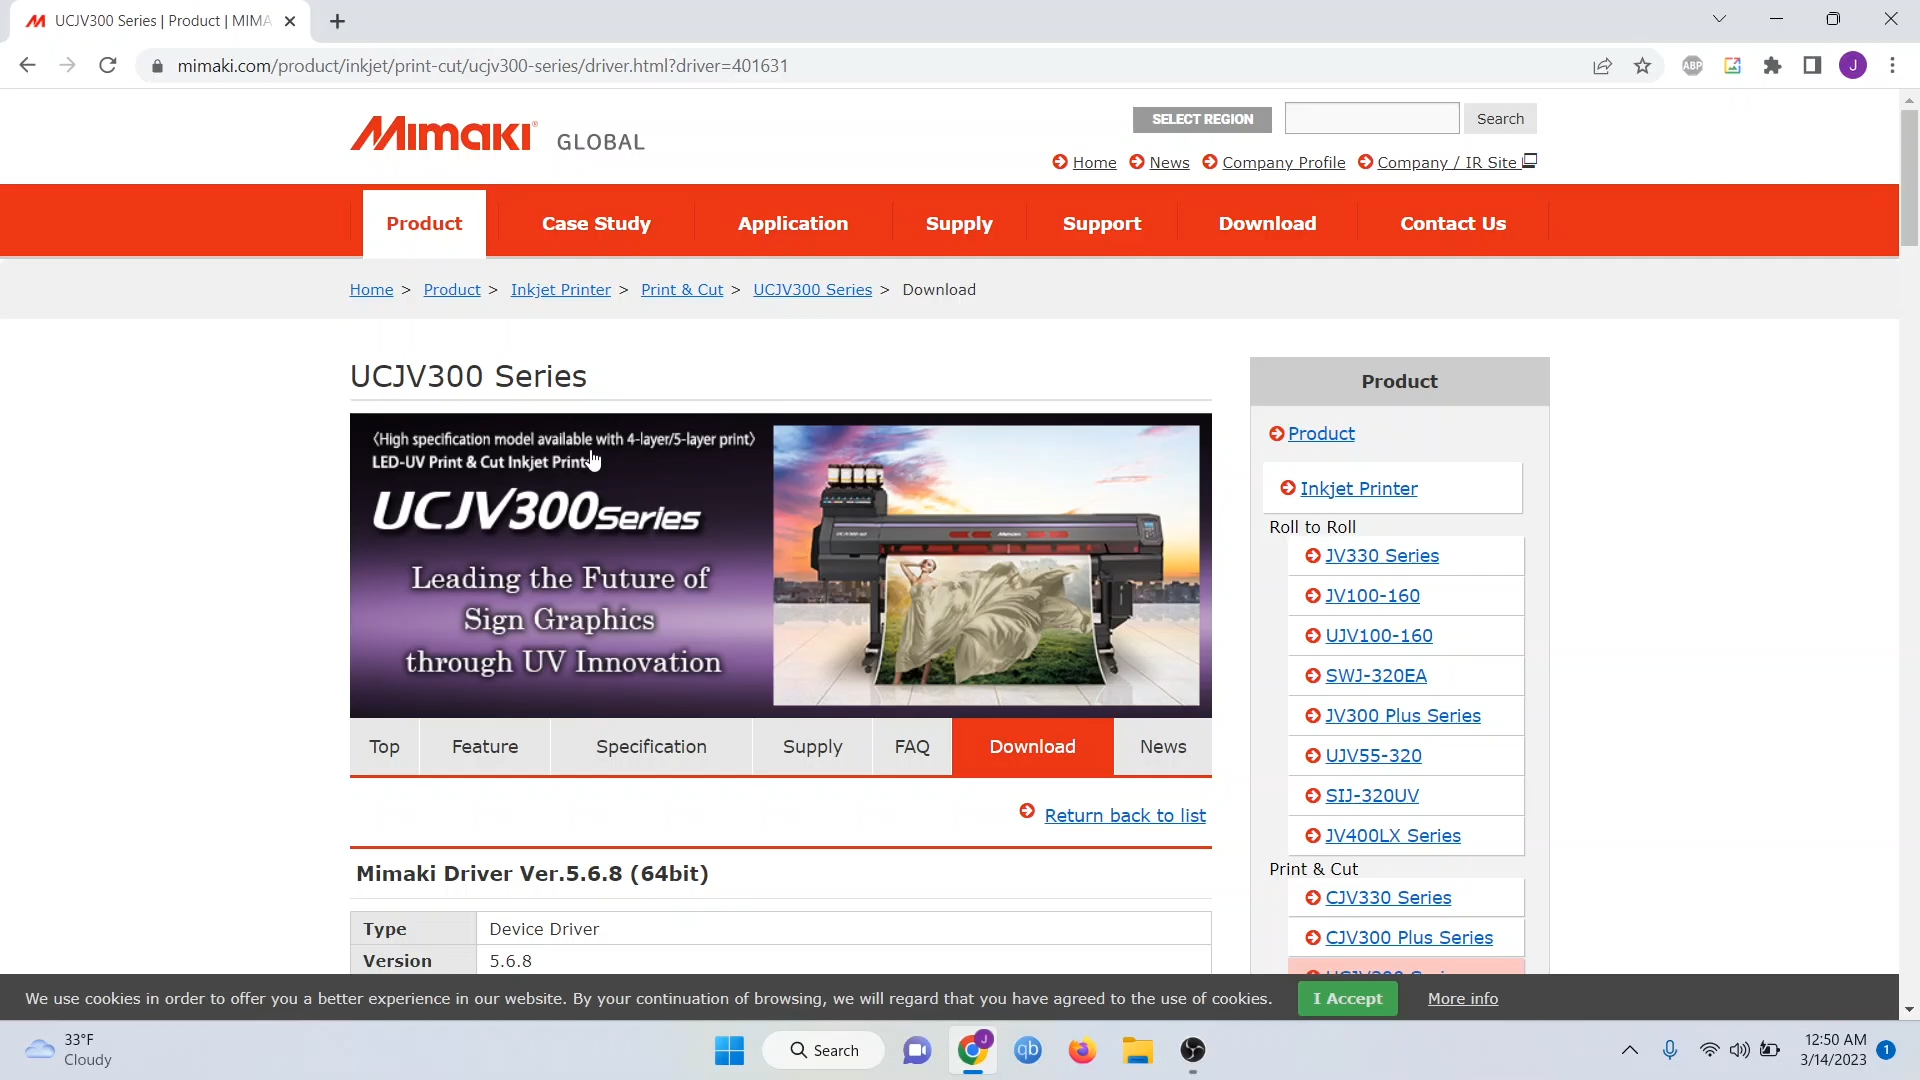 UCJV300 Series | Product | MIMA
mimaki.com/product/inkjet/print-cut/ucjv300-series/driver.html?driver=401631
ABP
J
Mimaki GLOBAL
SELECT REGION
Search
Home News Company Profile Company / IR Site
Product Case Study Application Supply Support Download Contact Us
Home > Product > Inkjet Printer > Print & Cut > UCJV300 Series > Download
UCJV300 Series
〈High specification model available with 4-layer/5-layer print〉
LED-UV Print & Cut Inkjet Print
UCJV300Series
Leading the Future of
Sign Graphics
through UV Innovation
Top Feature Specification Supply FAQ Download News
Return back to list
Mimaki Driver Ver.5.6.8 (64bit)
Type Device Driver
Version 5.6.8
Product
Product
Inkjet Printer
Roll to Roll
JV330 Series
JV100-160
UJV100-160
SWJ-320EA
JV300 Plus Series
UJV55-320
SIJ-320UV
JV400LX Series
Print & Cut
CJV330 Series
CJV300 Plus Series
We use cookies in order to offer you a better experience in our website. By your continuation of browsing, we will regard that you have agreed to the use of cookies. I Accept More info
33°F
Cloudy
Search
J
qb
12:50 AM
3/14/2023
1